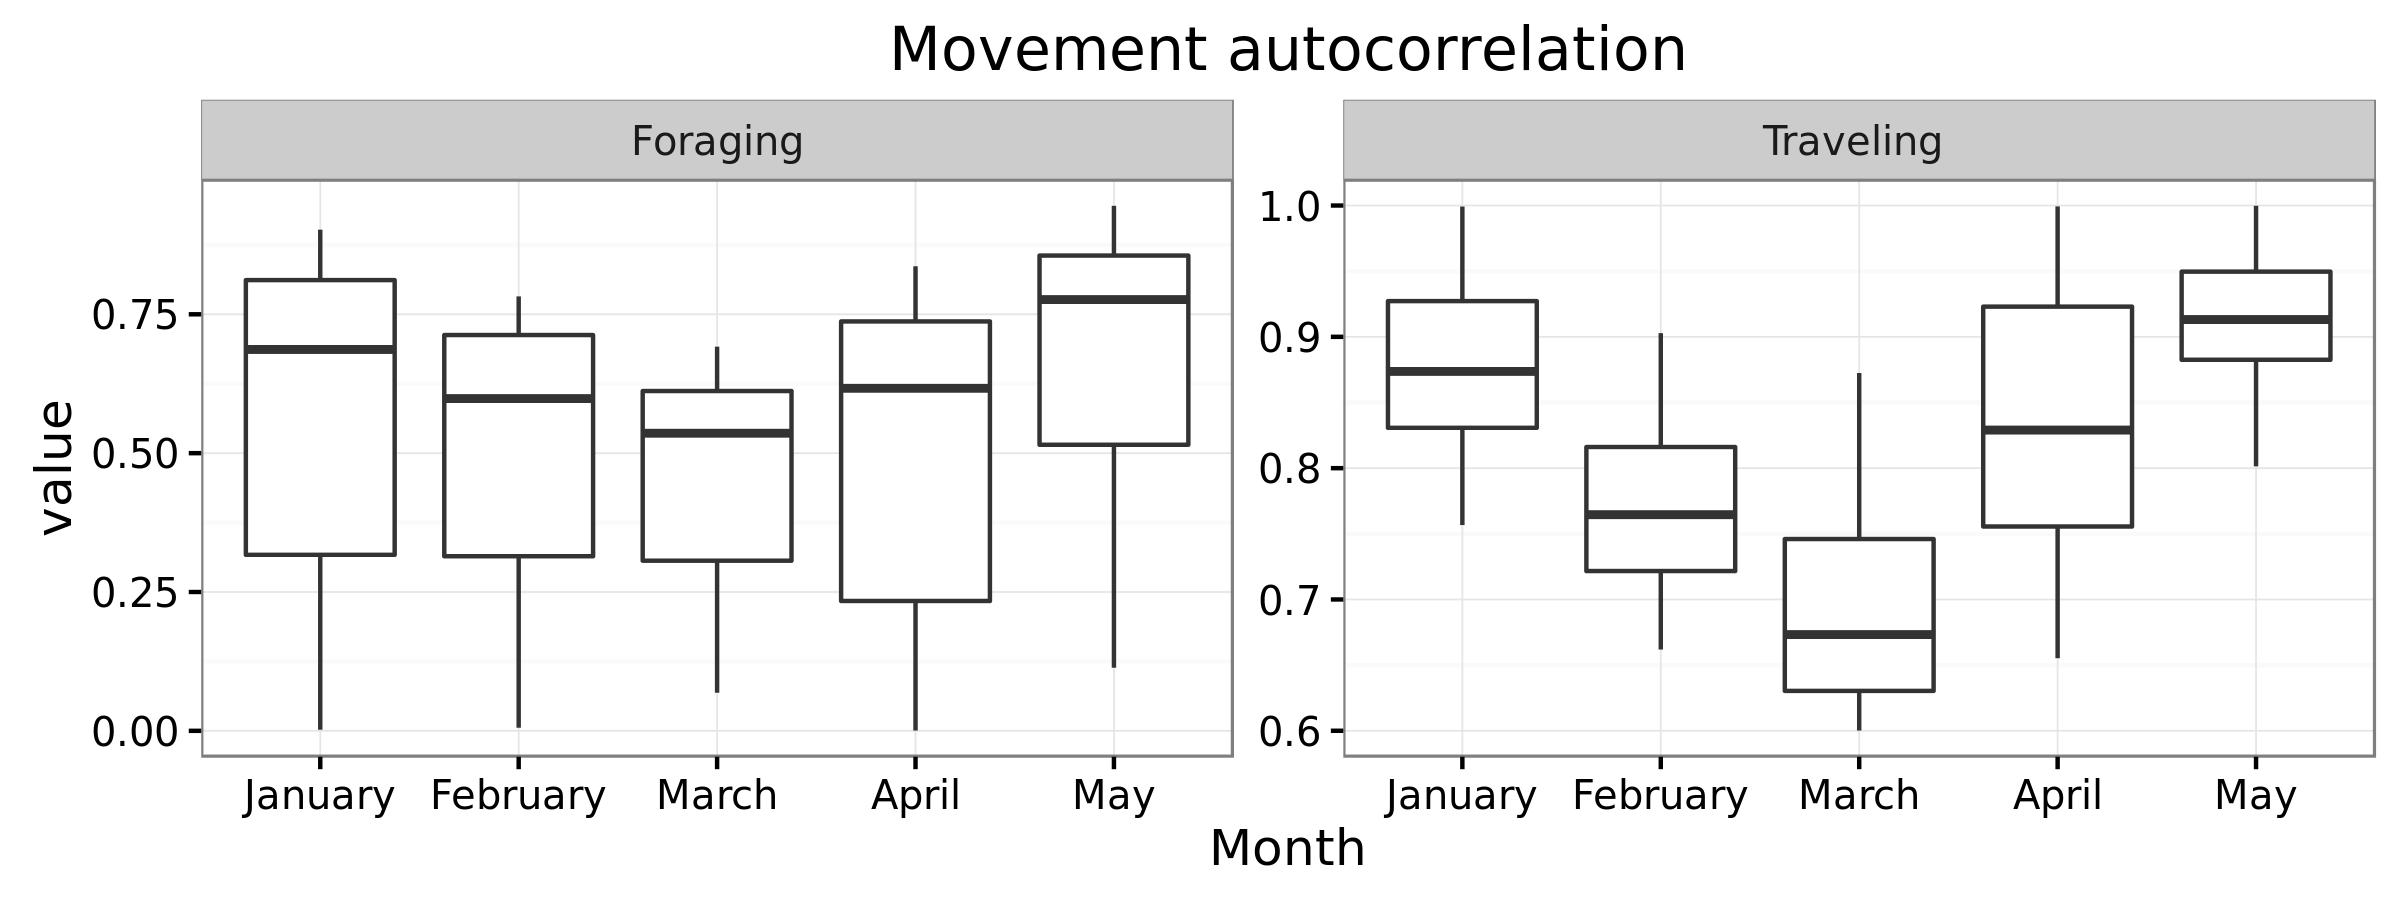 Movement autocorrelation
Foraging
Traveling
value
0.75
0.50
0.25
0.00
1.0
0.9
0.8
0.7
0.6
January February March April May
January February March April May
Month